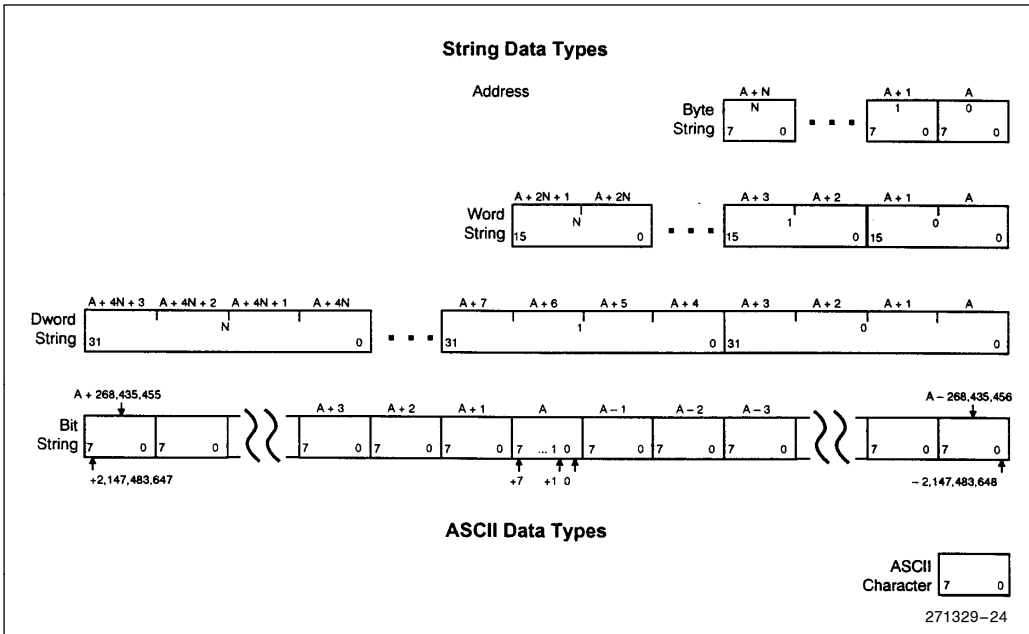 String Data Types
Address
A + N A + 1 A
Byte String
N 1 0
7 0 7 0 7 0
A + 2N + 1 A + 2N A + 3 A + 2 A + 1 A
Word String
N 1 0
15 0 15 0 15 0
A + 4N + 3 A + 4N + 2 A + 4N + 1 A + 4N A + 7 A + 6 A + 5 A + 4 A + 3 A + 2 A + 1 A
Dword String
N 1 0
31 0 31 0 31 0
A + 268,435,455 A − 268,435,456
A + 3 A + 2 A + 1 A A − 1 A − 2 A − 3
Bit String
7 0 7 0 7 0 7 0 7 0 7 ... 1 0 7 0 7 0 7 0 7 0 7 0
+2,147,483,647 +7 +1 0 − 2,147,483,648
ASCII Data Types
ASCII Character
7 0
271329–24